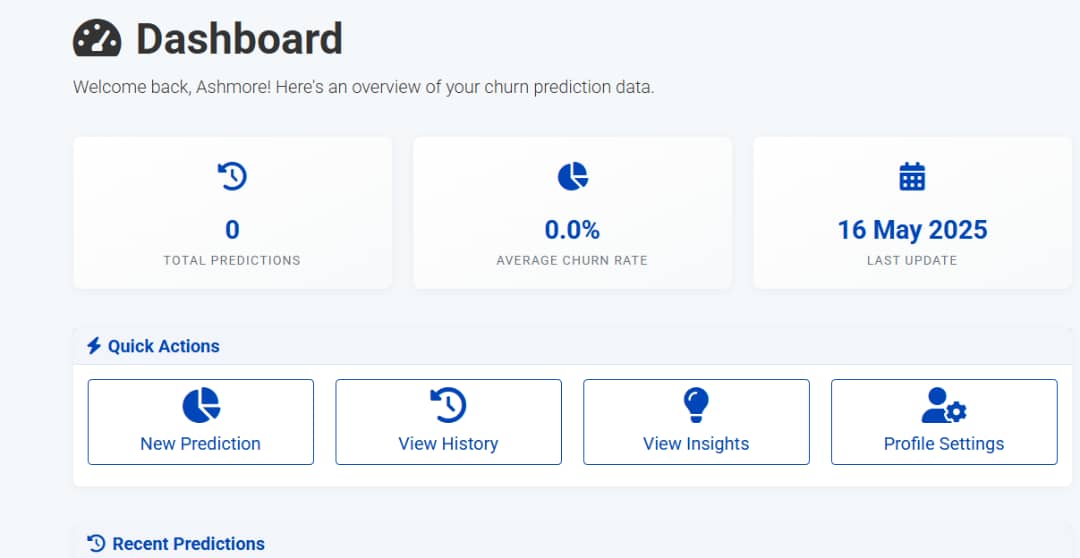 Dashboard
Welcome back, Ashmore! Here's an overview of your churn prediction data.
0
TOTAL PREDICTIONS
0.0%
AVERAGE CHURN RATE
16 May 2025
LAST UPDATE
Quick Actions
New Prediction
View History
View Insights
Profile Settings
Recent Predictions